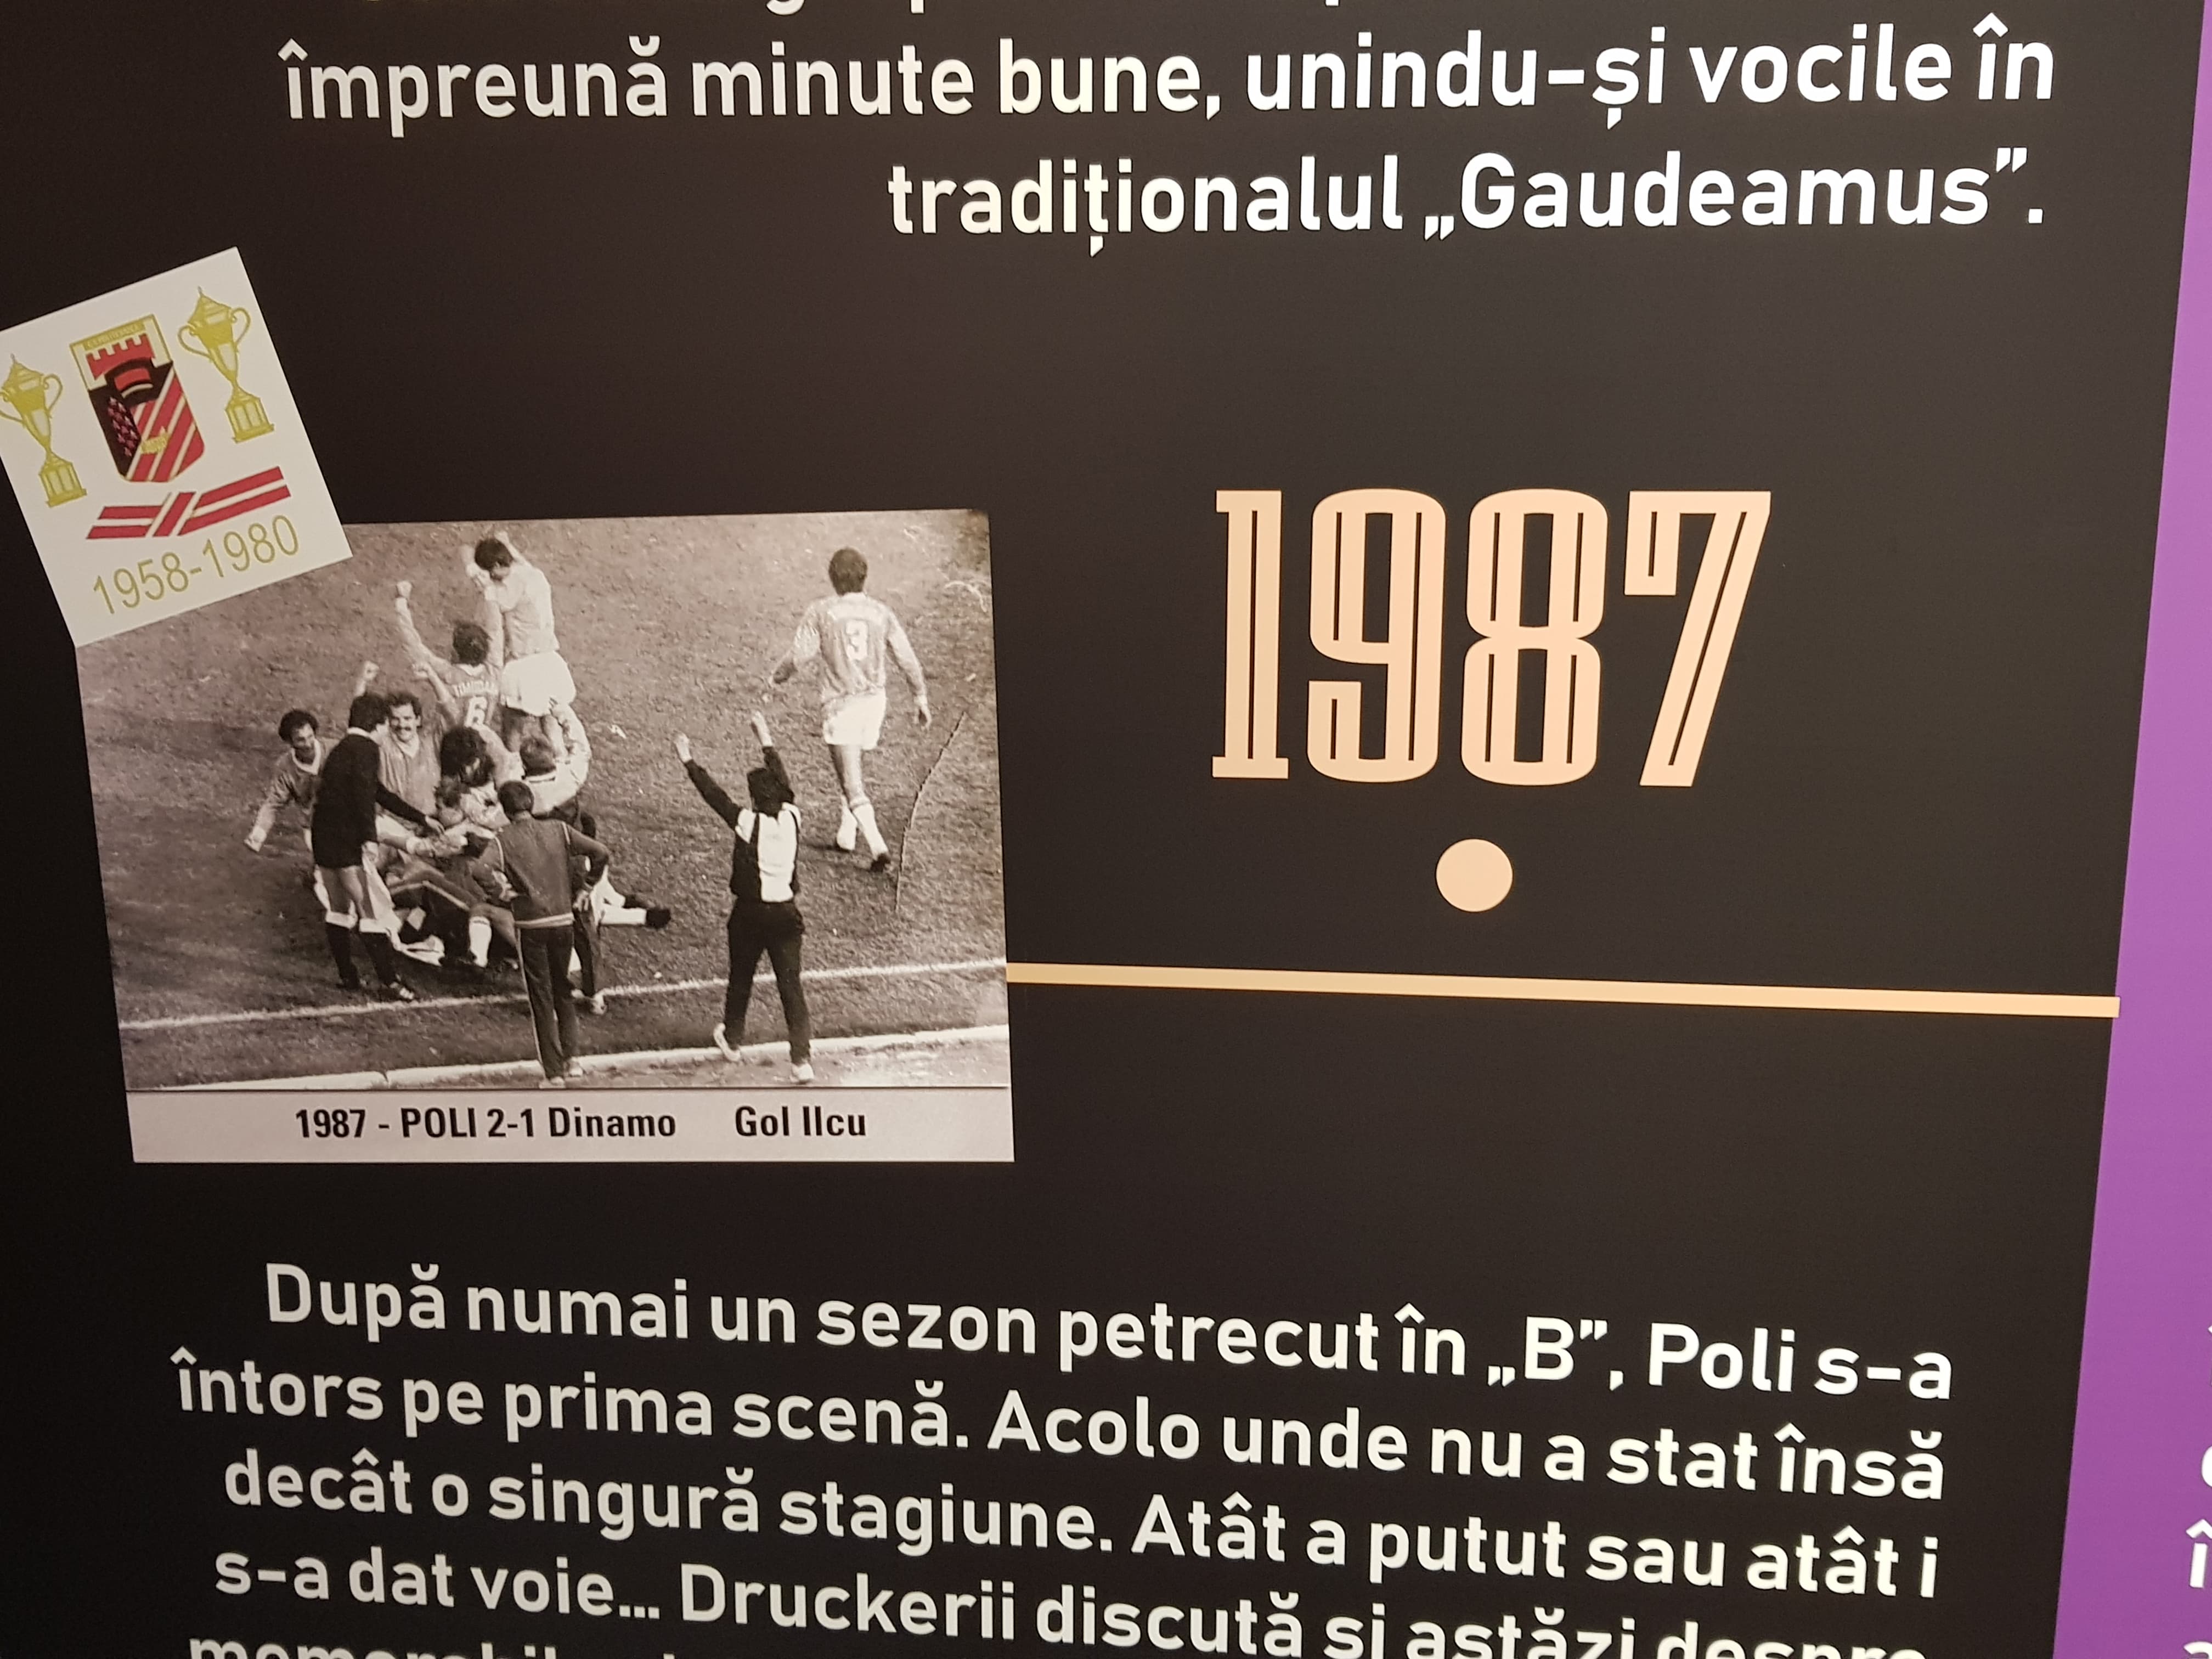 împreună minute bune, unindu-și vocile în
tradiționalul „Gaudeamus”.
1958-1980
3
6
1987
1987 - POLI 2-1 Dinamo Gol Ilcu
După numai un sezon petrecut în „B”, Poli s-a
întors pe prima scenă. Acolo unde nu a stat însă
decât o singură stagiune. Atât a putut sau atât i
s-a dat voie... Druckerii discută și astăzi despre